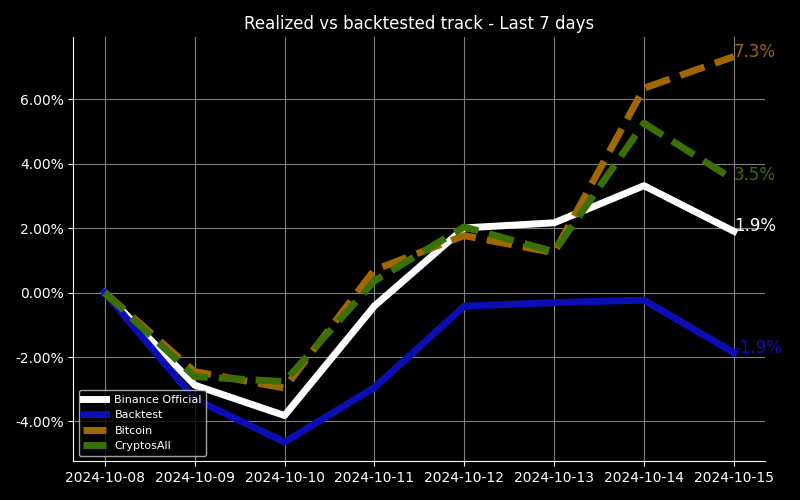 Realized vs backtested track - Last 7 days
7.3%
6.00%
4.00%
3.5%
2.00%
1.9%
0.00%
-2.00%
-1.9%
-4.00%
Binance Official
Backtest
Bitcoin
CryptosAll
2024-10-08 2024-10-09 2024-10-10 2024-10-11 2024-10-12 2024-10-13 2024-10-14 2024-10-15